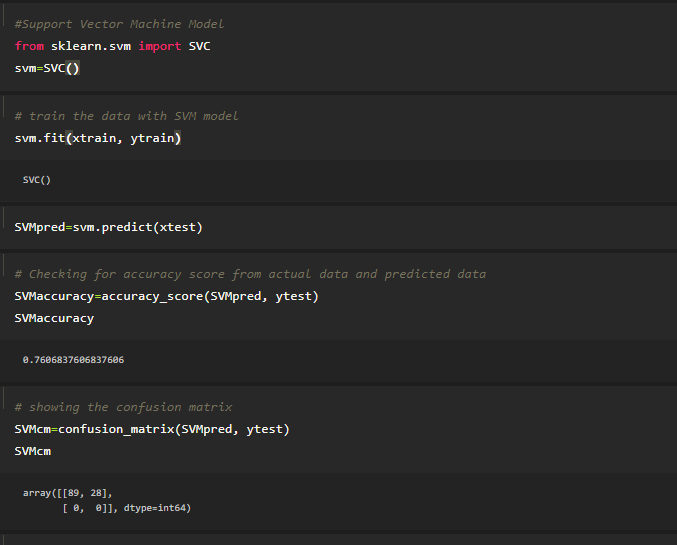 #Support Vector Machine Model
from sklearn.svm import SVC
svm=SVC()
# train the data with SVM model
svm.fit(xtrain, ytrain)
SVC()
SVMpred=svm.predict(xtest)
# Checking for accuracy score from actual data and predicted data
SVMaccuracy=accuracy_score(SVMpred, ytest)
SVMaccuracy
0.7606837606837606
# showing the confusion matrix
SVMcm=confusion_matrix(SVMpred, ytest)
SVMcm
array([[89, 28],
[ 0,  0]], dtype=int64)